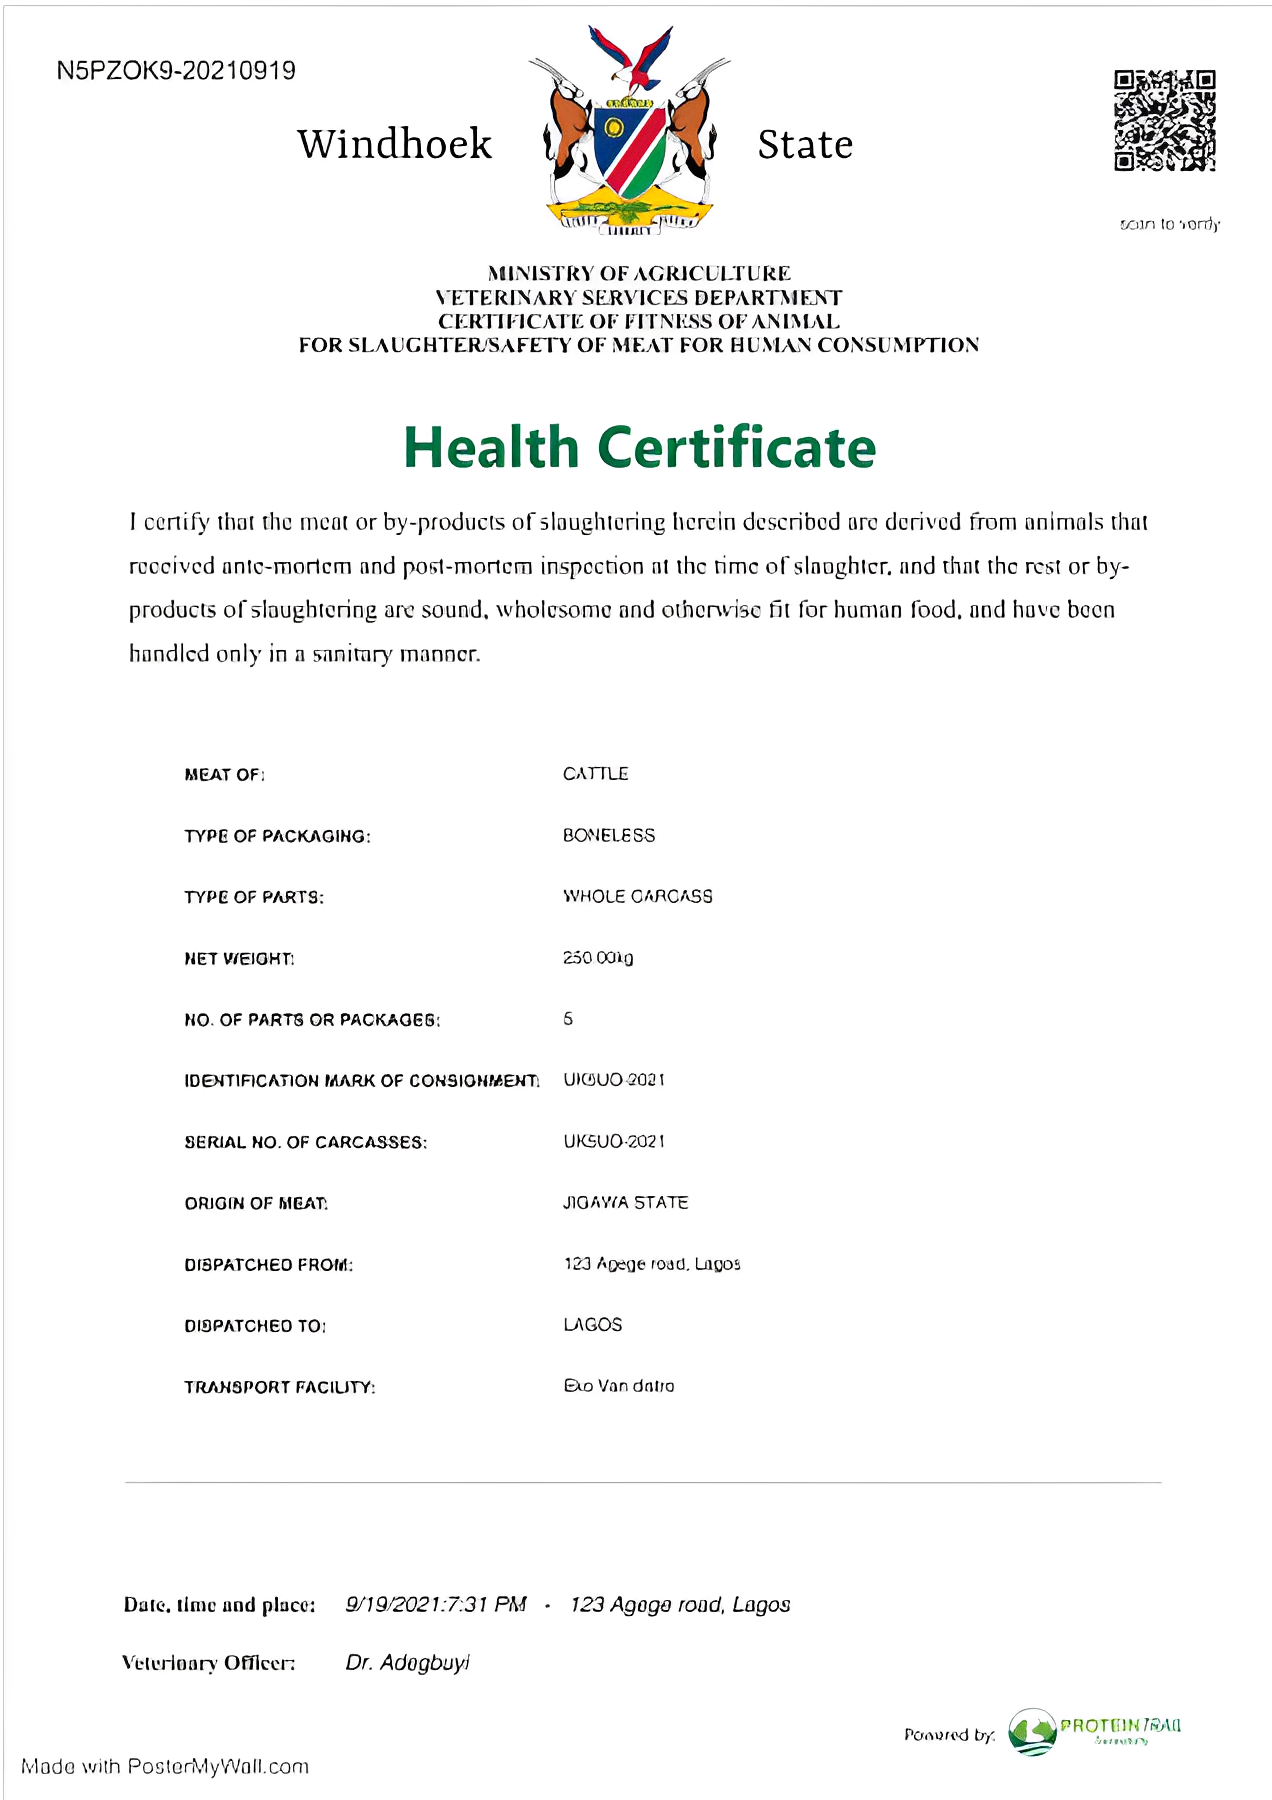 N5PZOK9-20210919
Windhoek State
scan to verify
MINISTRY OF AGRICULTURE
VETERINARY SERVICES DEPARTMENT
CERTIFICATE OF FITNESS OF ANIMAL
FOR SLAUGHTER/SAFETY OF MEAT FOR HUMAN CONSUMPTION
Health Certificate
I certify that the meat or by-products of slaughtering herein described are derived from animals that
received ante-mortem and post-mortem inspection at the time of slaughter, and that the rest or by-
products of slaughtering are sound, wholesome and otherwise fit for human food, and have been
handled only in a sanitary manner.
MEAT OF: CATTLE
TYPE OF PACKAGING: BONELESS
TYPE OF PARTS: WHOLE CARCASS
NET WEIGHT: 250.00kg
NO. OF PARTS OR PACKAGES: 5
IDENTIFICATION MARK OF CONSIGNMENT:
SERIAL NO. OF CARCASSES:
ORIGIN OF MEAT: JIGAWA STATE
DISPATCHED FROM: 123 Agege road, Lagos
DISPATCHED TO: LAGOS
TRANSPORT FACILITY: Van
Date, time and place: 9/19/2021:7:31 PM - 123 Agege road, Lagos
Veterinary Officer: Dr. Adegbuyi
Powered by: PROTEIN TRAIL
Made with PosterMyWall.com